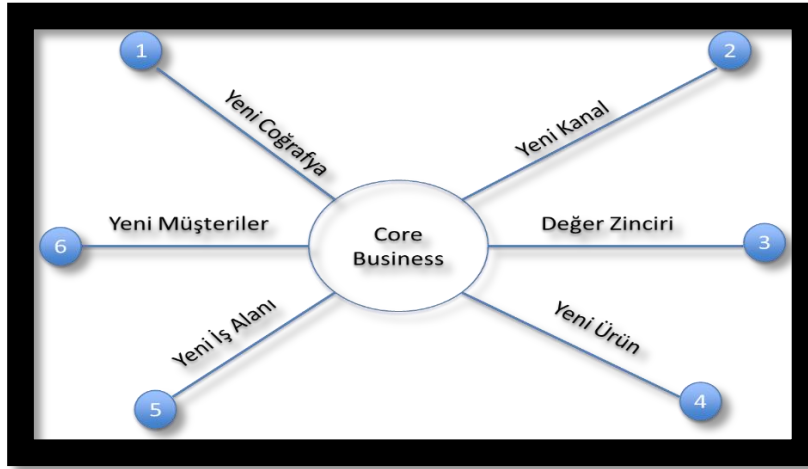 1
2
Yeni Coğrafya
Yeni Kanal
Yeni Müşteriler
Değer Zinciri
6
Core
Business
3
Yeni İş Alanı
Yeni Ürün
5
4